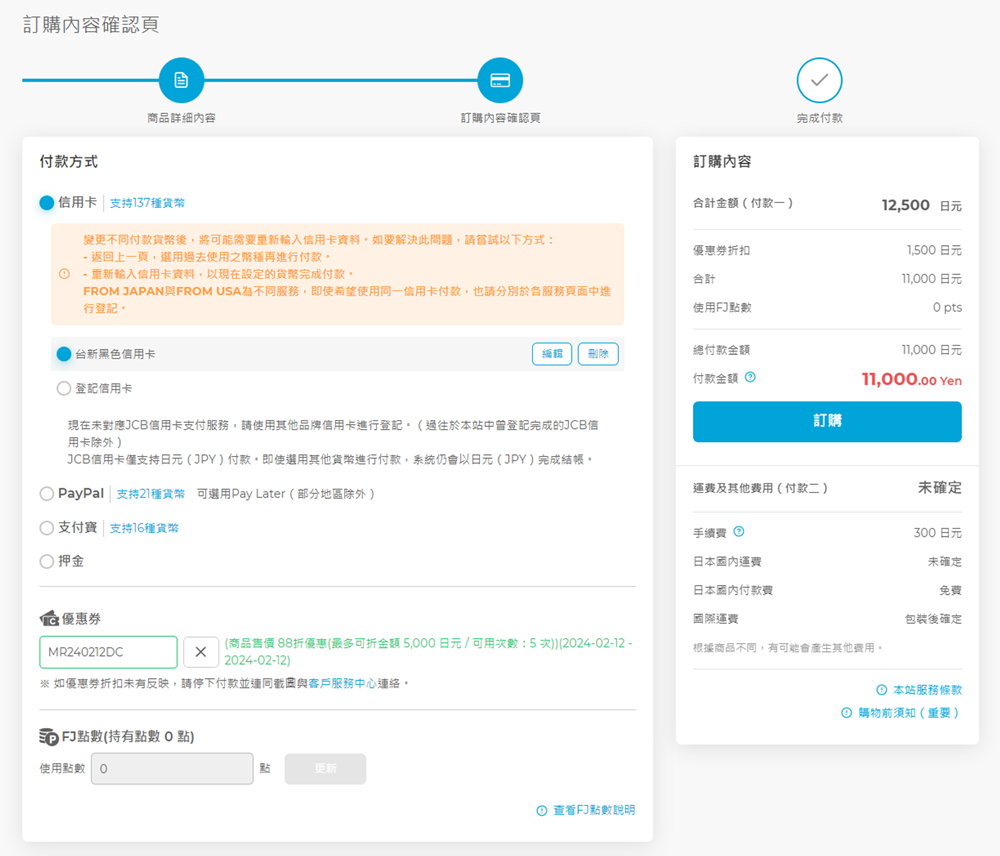 訂購內容確認頁
商品詳細內容
訂購內容確認頁
完成付款
付款方式
信用卡 支持137種貨幣
變更不同付款貨幣後，將可能需要重新輸入信用卡資料。如要解決此問題，請嘗試以下方式：
- 返回上一頁，選用過去使用之幣種再進行付款。
- 重新輸入信用卡資料，以現在設定的貨幣完成付款。
FROM JAPAN與FROM USA為不同服務，即使希望使用同一信用卡付款，也請分別於各服務頁面中進
行登記。
台新黑色信用卡 編輯 刪除
登記信用卡
現在未對應JCB信用卡支付服務，請使用其他品牌信用卡進行登記。（過往於本站中曾登記完成的JCB信
用卡除外）
JCB信用卡僅支持日元（JPY）付款。即使選用其他貨幣進行付款，系統仍會以日元（JPY）完成結帳。
PayPal 支持21種貨幣 可選用Pay Later（部分地區除外）
支付寶 支持16種貨幣
押金
優惠券
MR240212DC
(商品售價 88折優惠(最多可折金額 5,000 日元 / 可用次數：5 次))(2024-02-12 -
2024-02-12)
※ 如優惠券折扣未有反映，請停下付款並連同截圖與客戶服務中心連絡。
FJ點數(持有點數 0 點)
使用點數 0 點 更新
查看FJ點數說明
訂購內容
合計金額（付款一） 12,500 日元
優惠券折扣 1,500 日元
合計 11,000 日元
使用FJ點數 0 pts
總付款金額 11,000 日元
付款金額 11,000.00 Yen
訂購
運費及其他費用（付款二） 未確定
手續費 300 日元
日本國內運費 未確定
日本國內付款費 免費
國際運費 包裝後確定
根據商品不同，有可能會產生其他費用。
本站服務條款
購物前須知（重要）